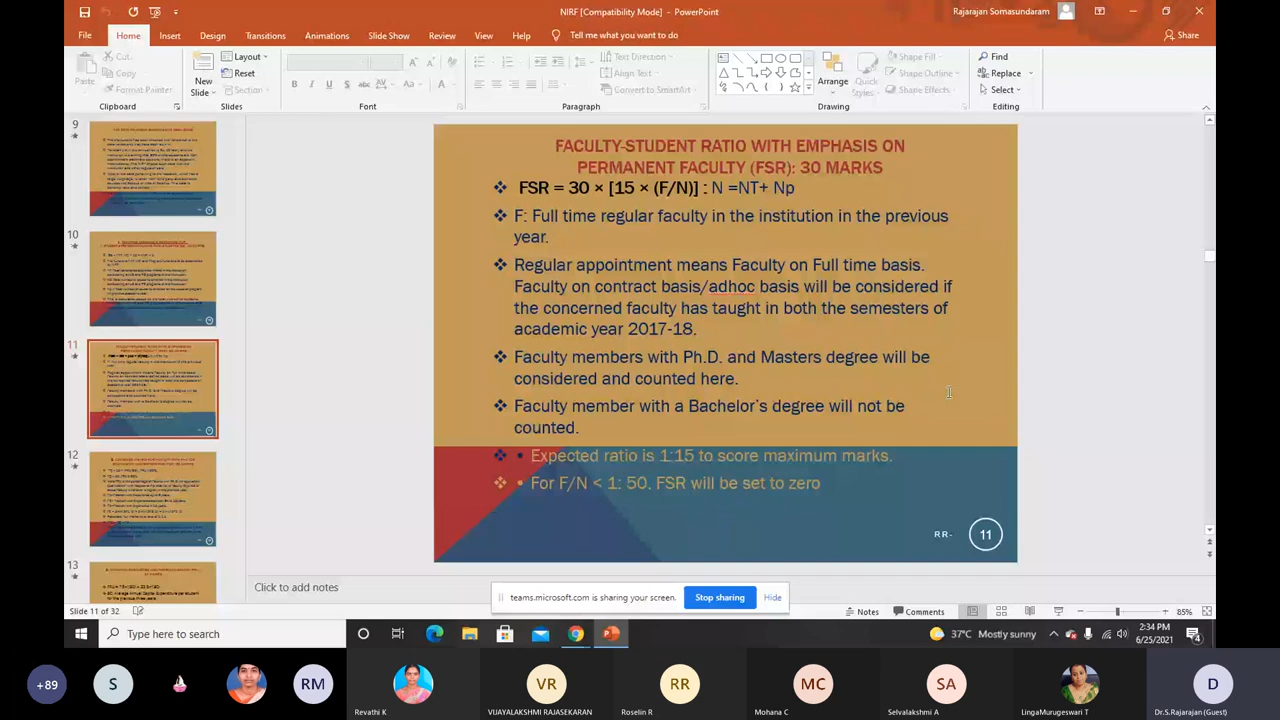 NIRF [Compatibility Mode] - PowerPoint
Rajarajan Somasundaram
File Home Insert Design Transitions Animations Slide Show Review View Help Tell me what you want to do
Share
Paste
Cut
Copy
Format Painter
Clipboard
New
Slide
Layout
Reset
Section
Slides
Font
Text Direction
Align Text
Convert to SmartArt
Paragraph
Arrange
Quick
Styles
Shape Fill
Shape Outline
Shape Effects
Drawing
Find
Replace
Select
Editing
9
10
11
12
13
FACULTY-STUDENT RATIO WITH EMPHASIS ON
PERMANENT FACULTY (FSR): 30 MARKS
❖ FSR = 30 × [15 × (F/N)] : N =NT+ Np
❖ F: Full time regular faculty in the institution in the previous
year.
❖ Regular appointment means Faculty on Full time basis.
Faculty on contract basis/adhoc basis will be considered if
the concerned faculty has taught in both the semesters of
academic year 2017-18.
❖ Faculty members with Ph.D. and Masters degree will be
considered and counted here.
❖ Faculty member with a Bachelor’s degree will not be
counted.
❖ • Expected ratio is 1:15 to score maximum marks.
❖ • For F/N < 1: 50, FSR will be set to zero
RR- 11
Click to add notes
teams.microsoft.com is sharing your screen. Stop sharing Hide
Slide 11 of 32
Notes Comments 85%
Type here to search
37°C Mostly sunny
2:34 PM
6/25/2021
4
+89 S RM VR RR MC SA D
Revathi K VIJAYALAKSHMI RAJASEKARAN Roselin R Mohana C Selvalakshmi A LingaMurugeswari T Dr.S.Rajarajan (Guest)